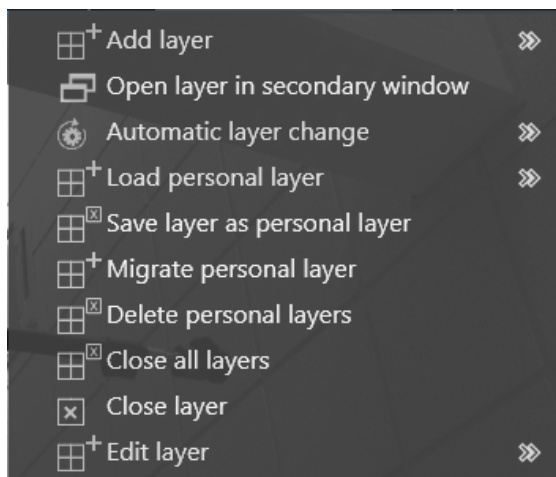 Add layer
Open layer in secondary window
Automatic layer change
Load personal layer
Save layer as personal layer
Migrate personal layer
Delete personal layers
Close all layers
Close layer
Edit layer